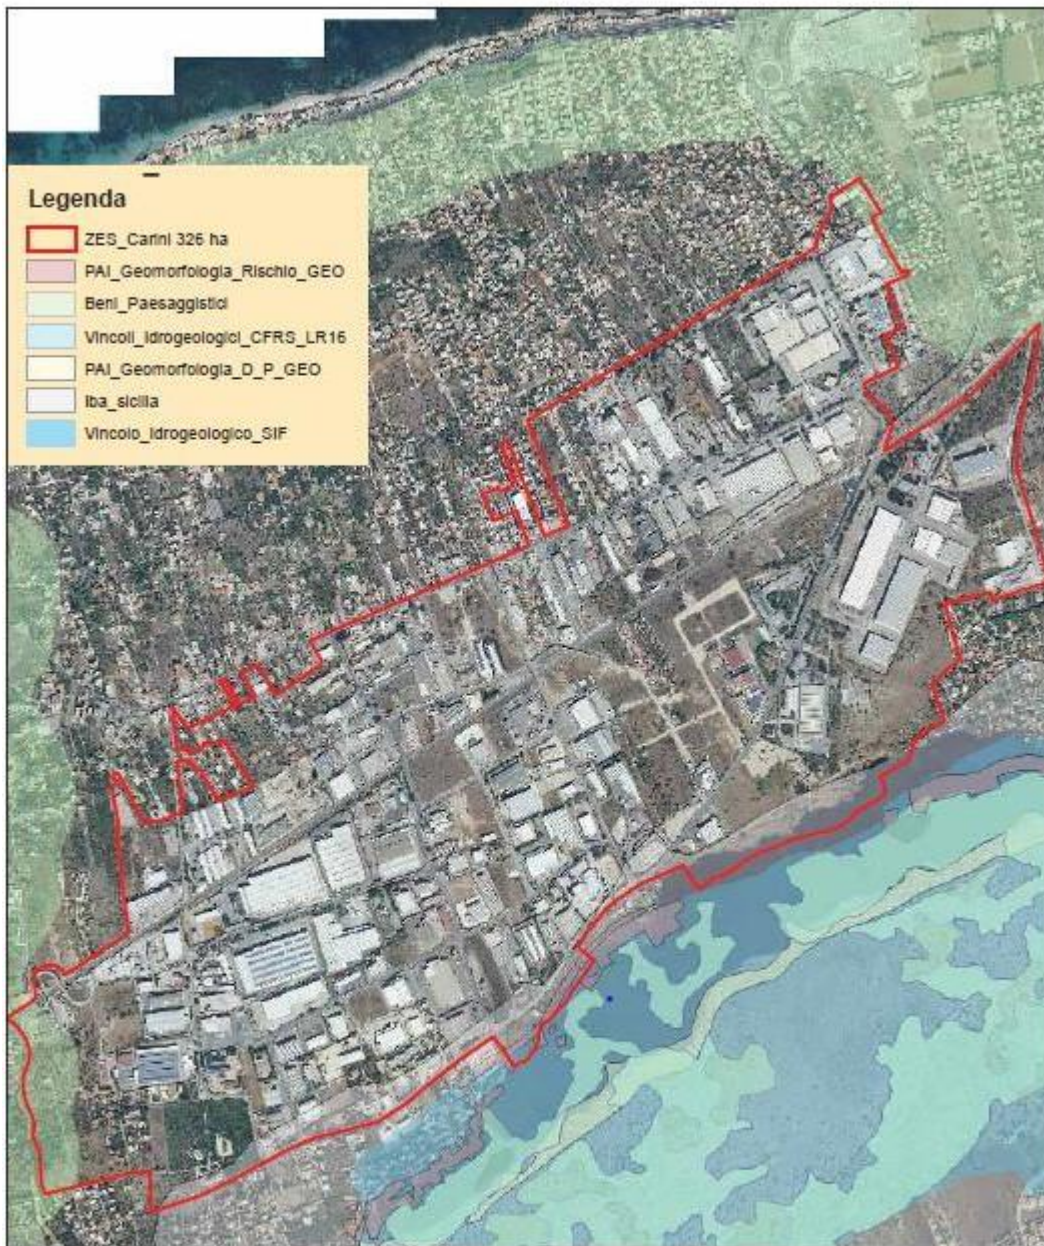 Legenda
ZES_Carini 326 ha
PAI_Geomorfologia_Rischio_GEO
Beni_Paesaggistici
Vincoli_Idrogeologici_CFRS_LR16
PAI_Geomorfologia_D_P_GEO
Iba_sicilia
Vincolo_Idrogeologico_SIF